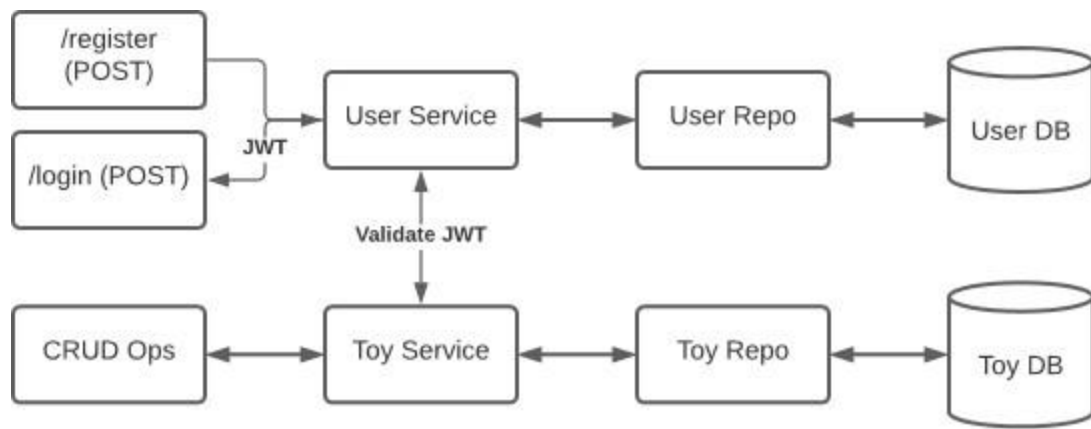 /register
(POST)
User Service
User Repo
User DB
JWT
/login (POST)
Validate JWT
CRUD Ops
Toy Service
Toy Repo
Toy DB